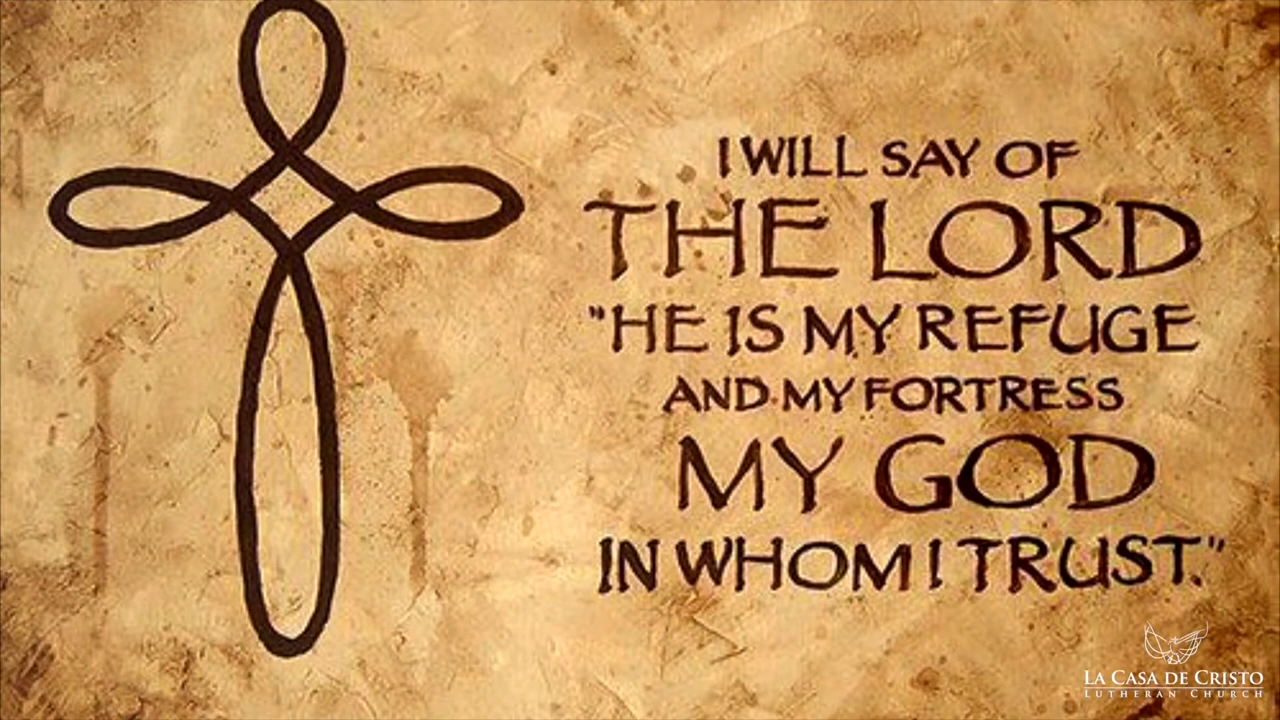 I WILL SAY OF
THE LORD
"HE IS MY REFUGE
AND MY FORTRESS
MY GOD
IN WHOM I TRUST."
LA CASA DE CRISTO
LUTHERAN CHURCH